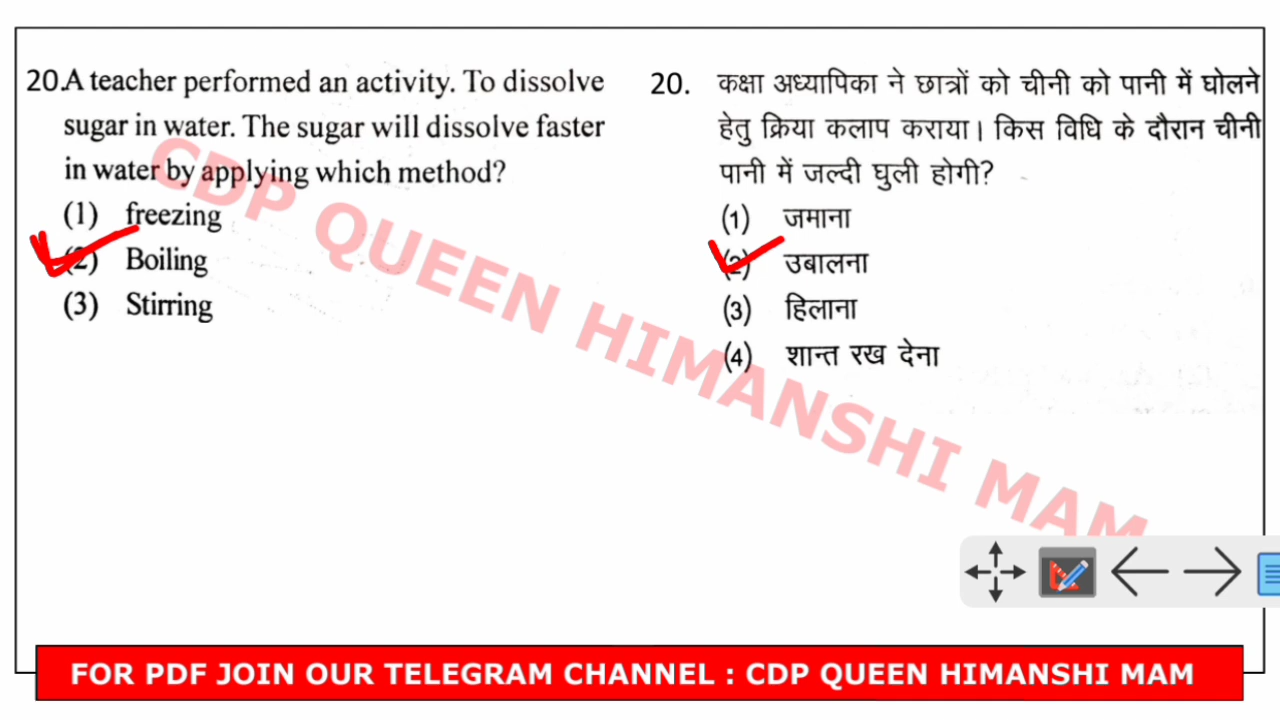 20.A teacher performed an activity. To dissolve
sugar in water. The sugar will dissolve faster
in water by applying which method?
(1) freezing
(2) Boiling
(3) Stirring
20. कक्षा अध्यापिका ने छात्रों को चीनी को पानी में घोलने
हेतु क्रिया कलाप कराया। किस विधि के दौरान चीनी
पानी में जल्दी घुली होगी?
(1) जमाना
(2) उबालना
(3) हिलाना
(4) शान्त रख देना
CDP QUEEN HIMANSHI MAM
FOR PDF JOIN OUR TELEGRAM CHANNEL : CDP QUEEN HIMANSHI MAM